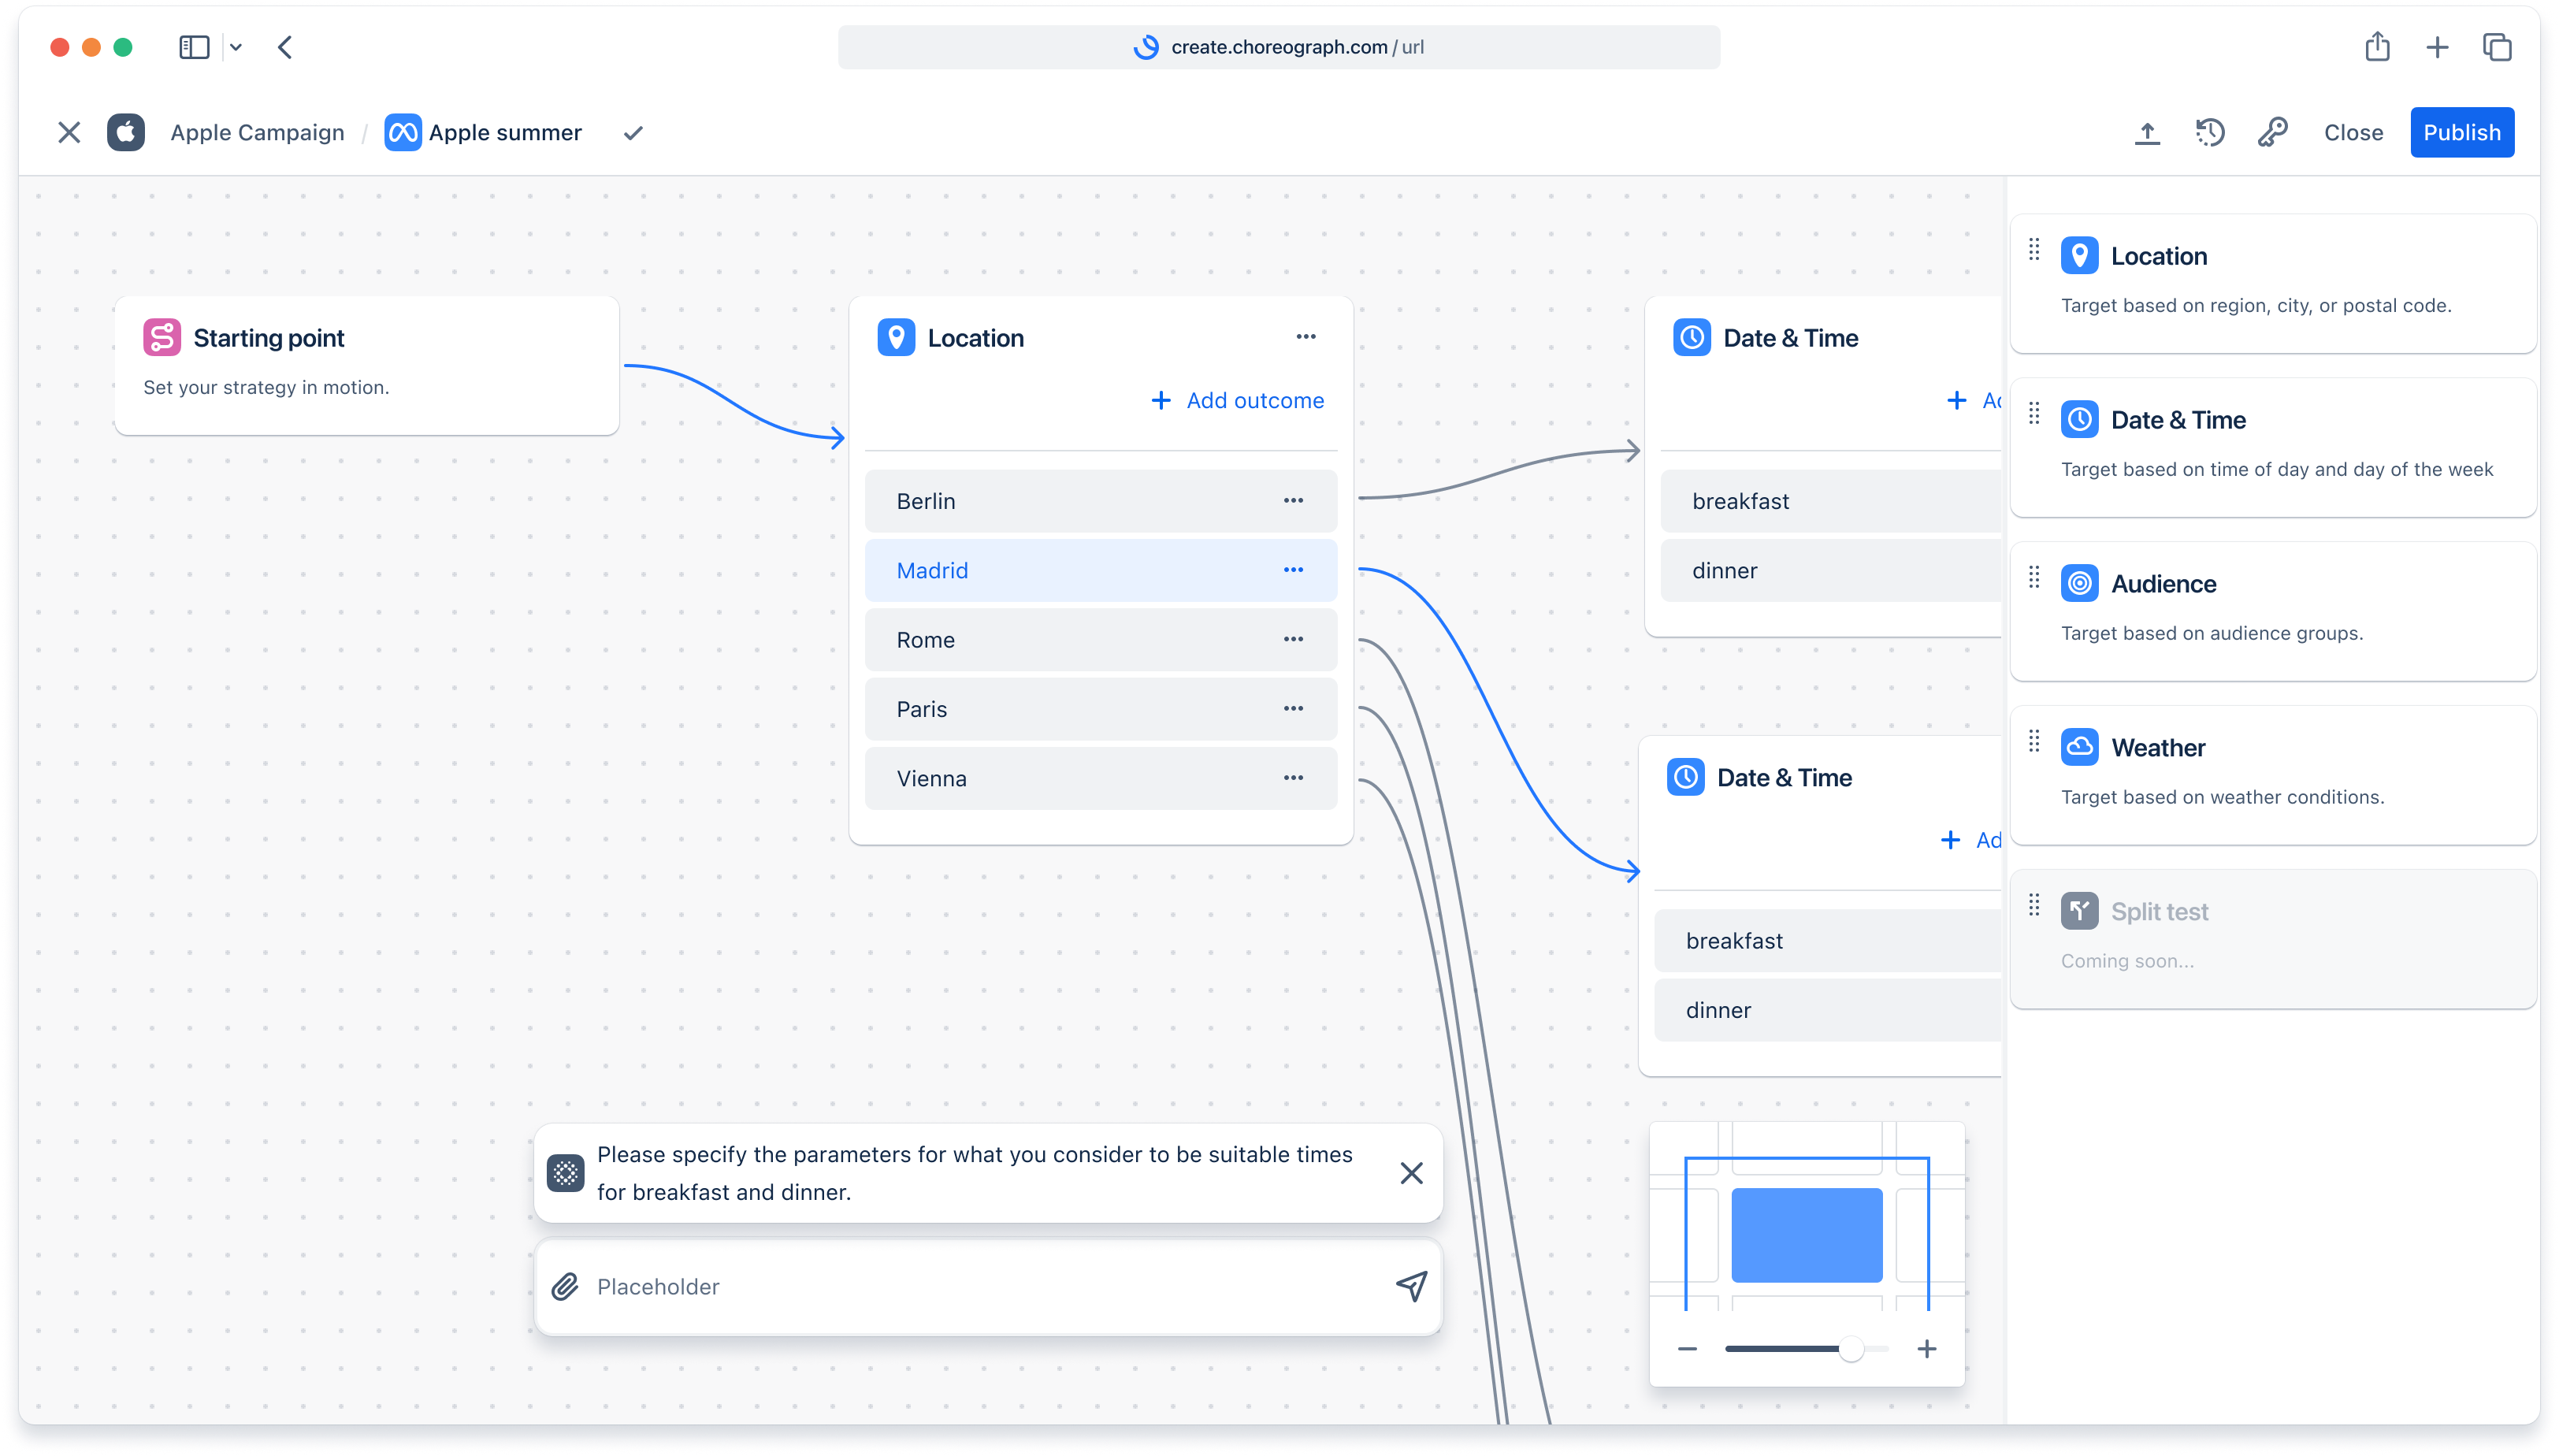 create.choreograph.com / url
Apple Campaign / Apple summer
Close
Publish
Starting point
Set your strategy in motion.
Location
Add outcome
Berlin
Madrid
Rome
Paris
Vienna
Date & Time
Ad
breakfast
dinner
Date & Time
Ad
breakfast
dinner
Please specify the parameters for what you consider to be suitable times
for breakfast and dinner.
Placeholder
Location
Target based on region, city, or postal code.
Date & Time
Target based on time of day and day of the week
Audience
Target based on audience groups.
Weather
Target based on weather conditions.
Split test
Coming soon...